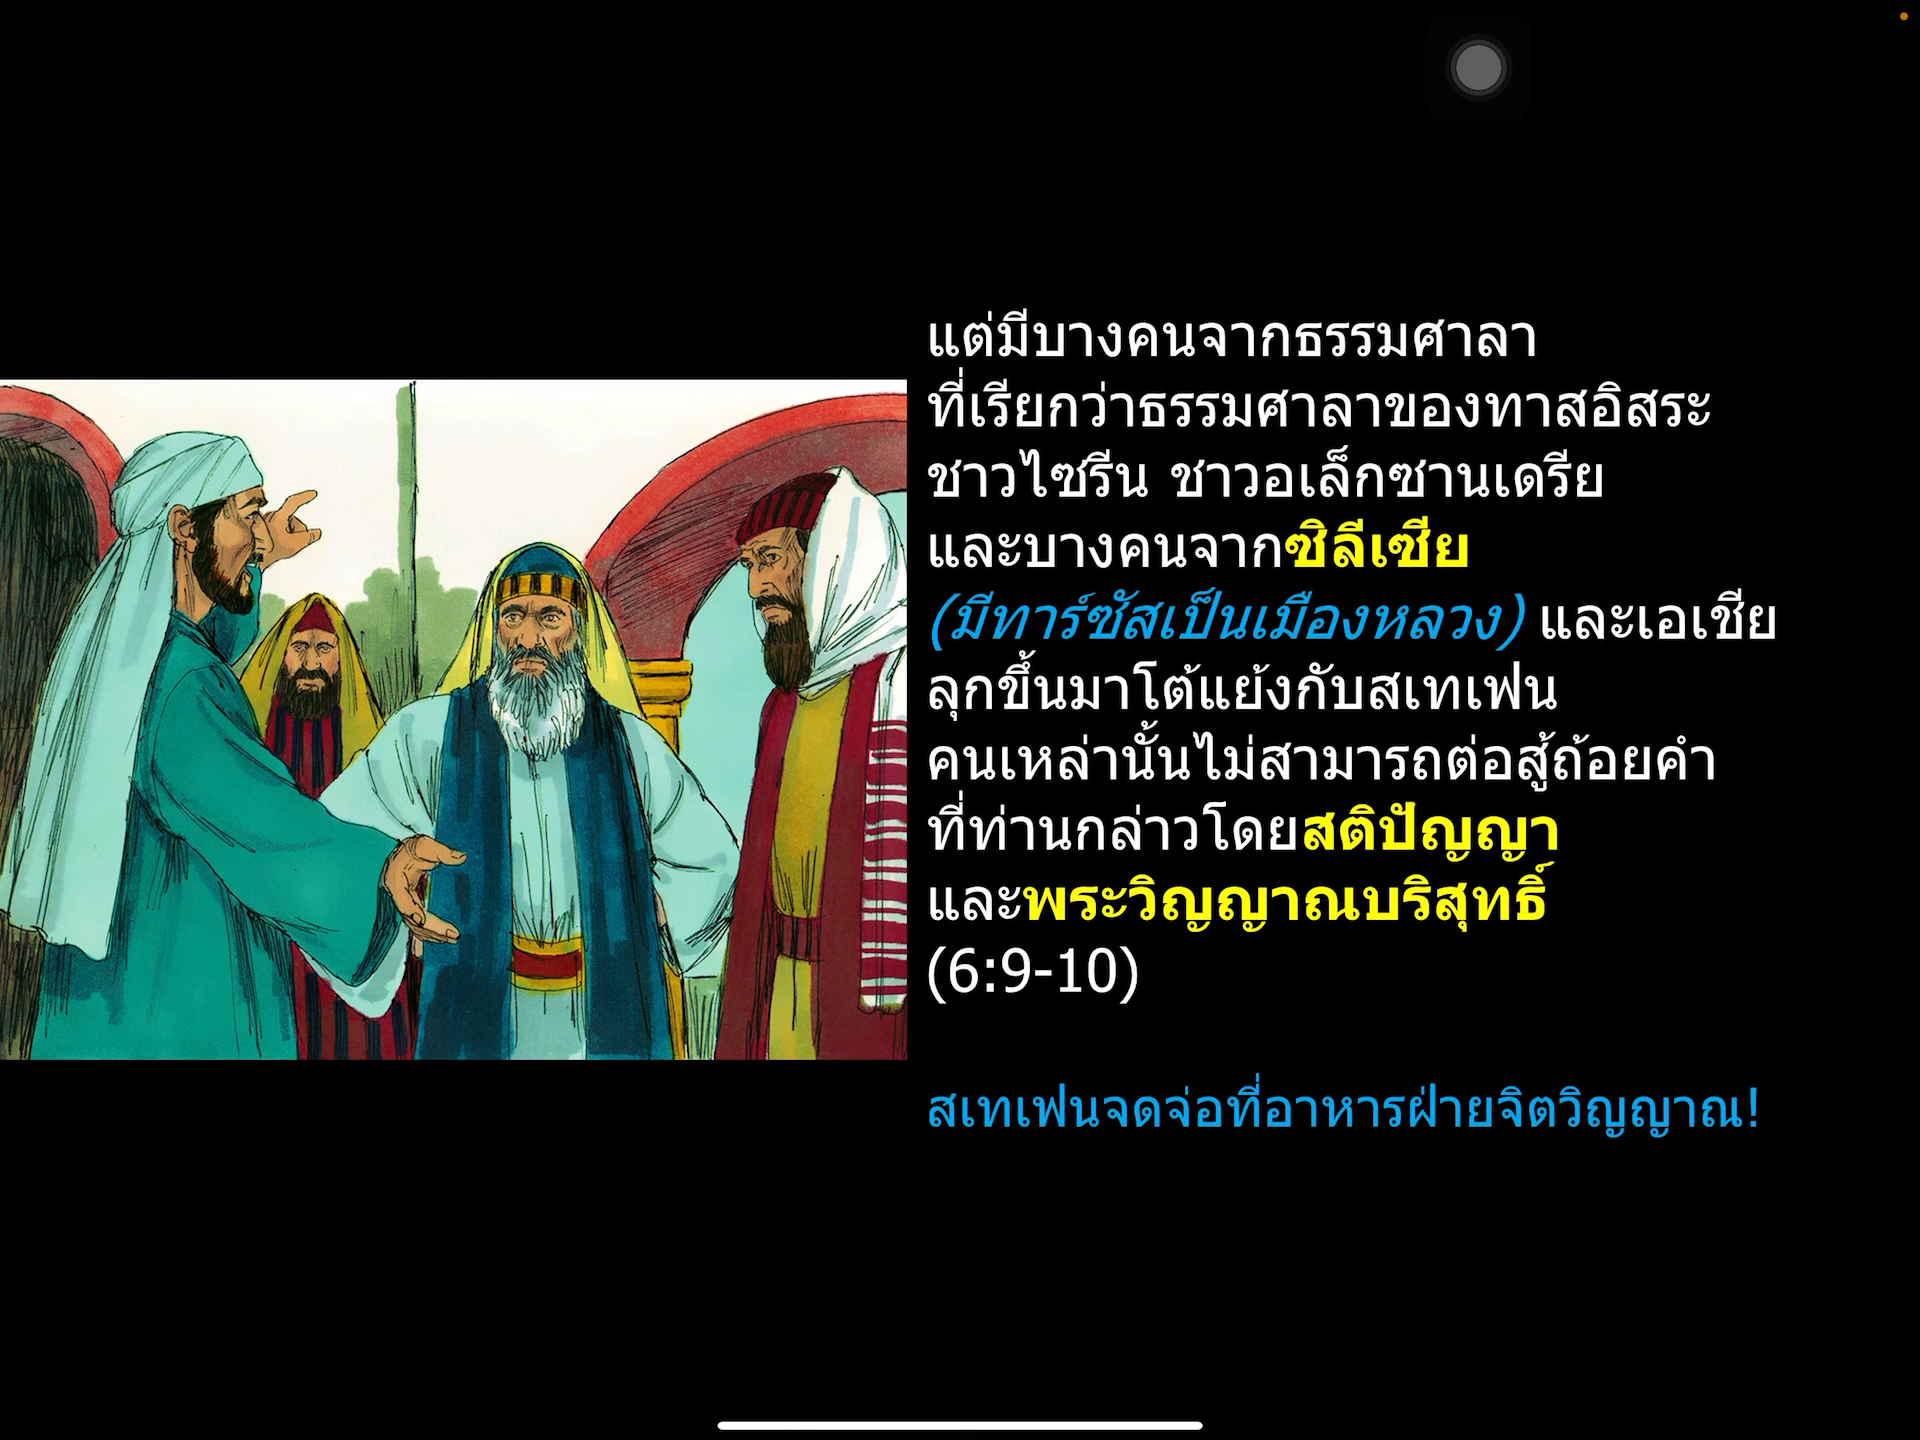 แต่มีบางคนจากธรรมศาลา
ที่เรียกว่าธรรมศาลาของทาสอิสระ
ชาวไซรีน ชาวอเล็กซานเดรีย
และบางคนจากซิลีเซีย
(มีทาร์ซัสเป็นเมืองหลวง) และเอเชีย
ลุกขึ้นมาโต้แย้งกับสเทเฟน
คนเหล่านั้นไม่สามารถต่อสู้ถ้อยคำ
ที่ท่านกล่าวโดยสติปัญญา
และพระวิญญาณบริสุทธิ์
(6:9-10)
สเทเฟนจดจ่อที่อาหารฝ่ายจิตวิญญาณ!